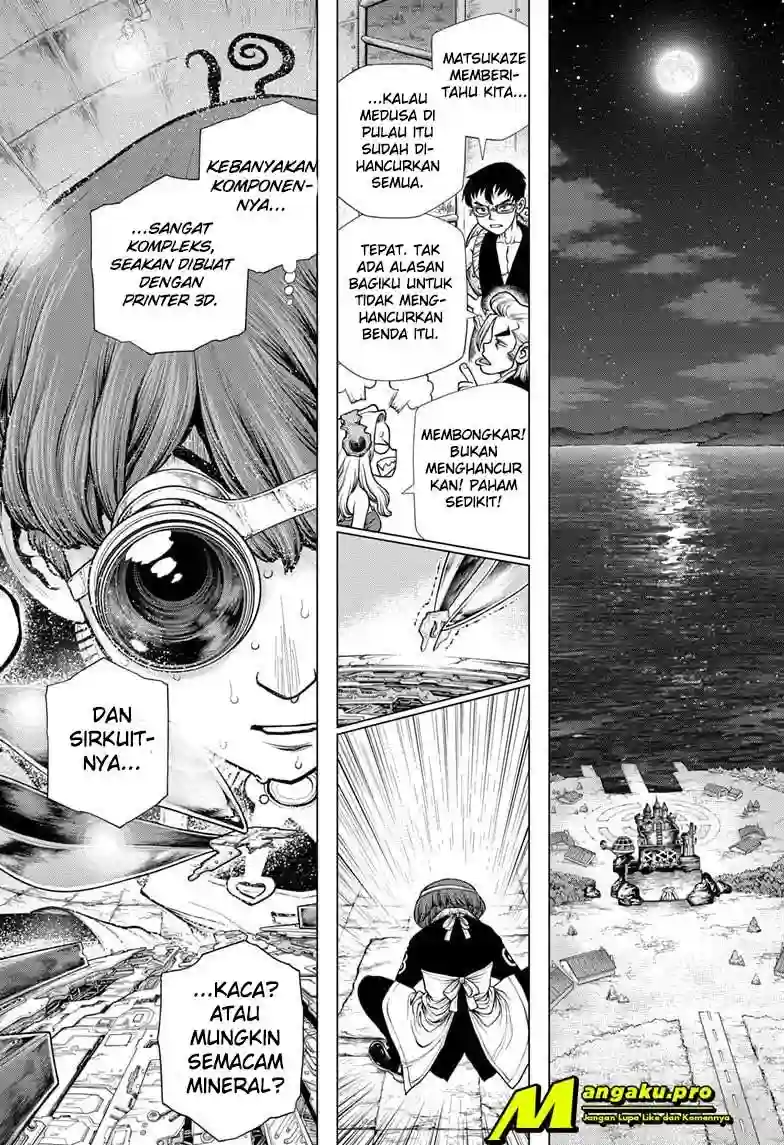 MATSUKAZE
MEMBERI-
TAHU KITA...
...KALAU
MEDUSA DI
PULAU ITU
SUDAH DI-
HANCURKAN
SEMUA.
TEPAT. TAK
ADA ALASAN
BAGIKU UNTUK
TIDAK MENG-
HANCURKAN
BENDA ITU.
MEMBONGKAR!
BUKAN
MENGHANCUR
KAN! PAHAM
SEDIKIT!
KEBANYAKAN
KOMPONEN-
NYA...
...SANGAT
KOMPLEKS,
SEAKAN DIBUAT
DENGAN
PRINTER 3D.
DAN
SIRKUIT-
NYA...
...KACA?
ATAU
MUNGKIN
SEMACAM
MINERAL?
Mangaku.pro
Jangan Lupa Like dan Komennya